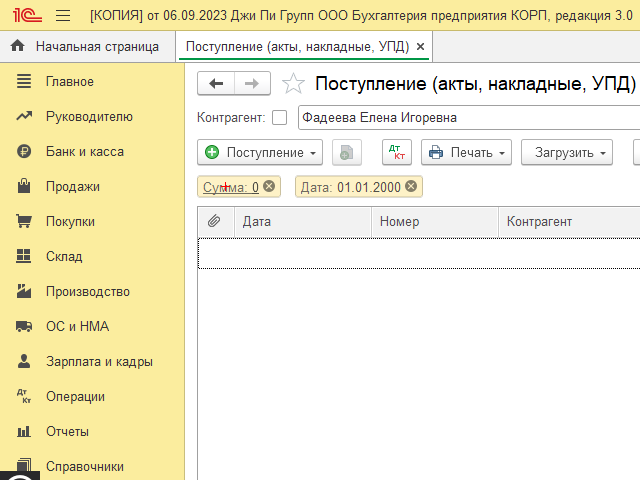 1С [КОПИЯ] от 06.09.2023 Джи Пи Групп ООО Бухгалтерия предприятия КОРП, редакция 3.0
Начальная страница Поступление (акты, накладные, УПД) ×
Главное
Руководителю
Банк и касса
Продажи
Покупки
Склад
Производство
ОС и НМА
Зарплата и кадры
Дт Кт Операции
Отчеты
Справочники
Поступление (акты, накладные, УПД)
Контрагент: Фадеева Елена Игоревна
Поступление Дт Кт Печать Загрузить
Сумма: 0 Дата: 01.01.2000
Дата Номер Контрагент